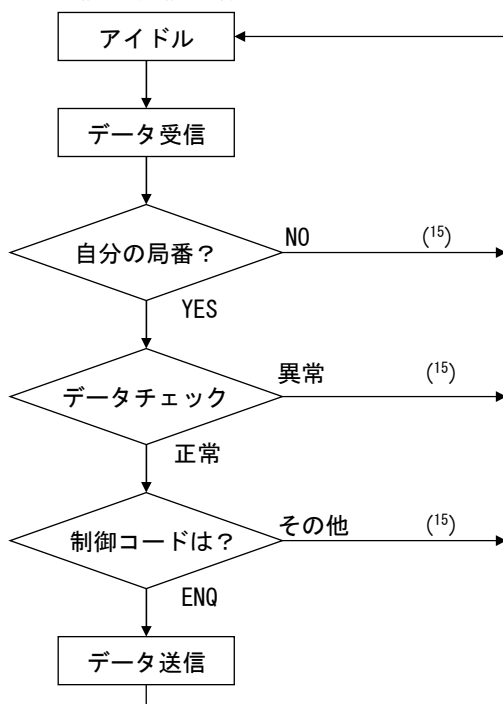 アイドル
データ受信
自分の局番？
NO (15)
YES
データチェック
異常 (15)
正常
制御コードは？
その他 (15)
ENQ
データ送信